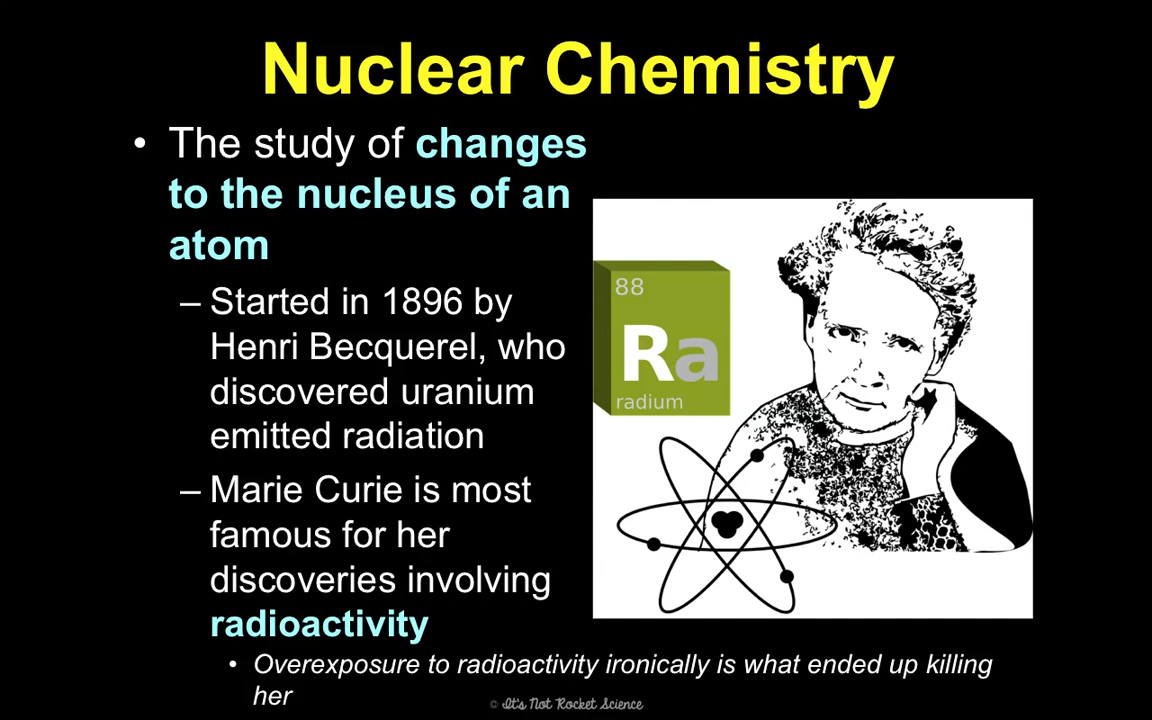 Nuclear Chemistry
• The study of changes
to the nucleus of an
atom
– Started in 1896 by
Henri Becquerel, who
discovered uranium
emitted radiation
– Marie Curie is most
famous for her
discoveries involving
radioactivity
• Overexposure to radioactivity ironically is what ended up killing
her
88
Ra
radium
© It's Not Rocket Science